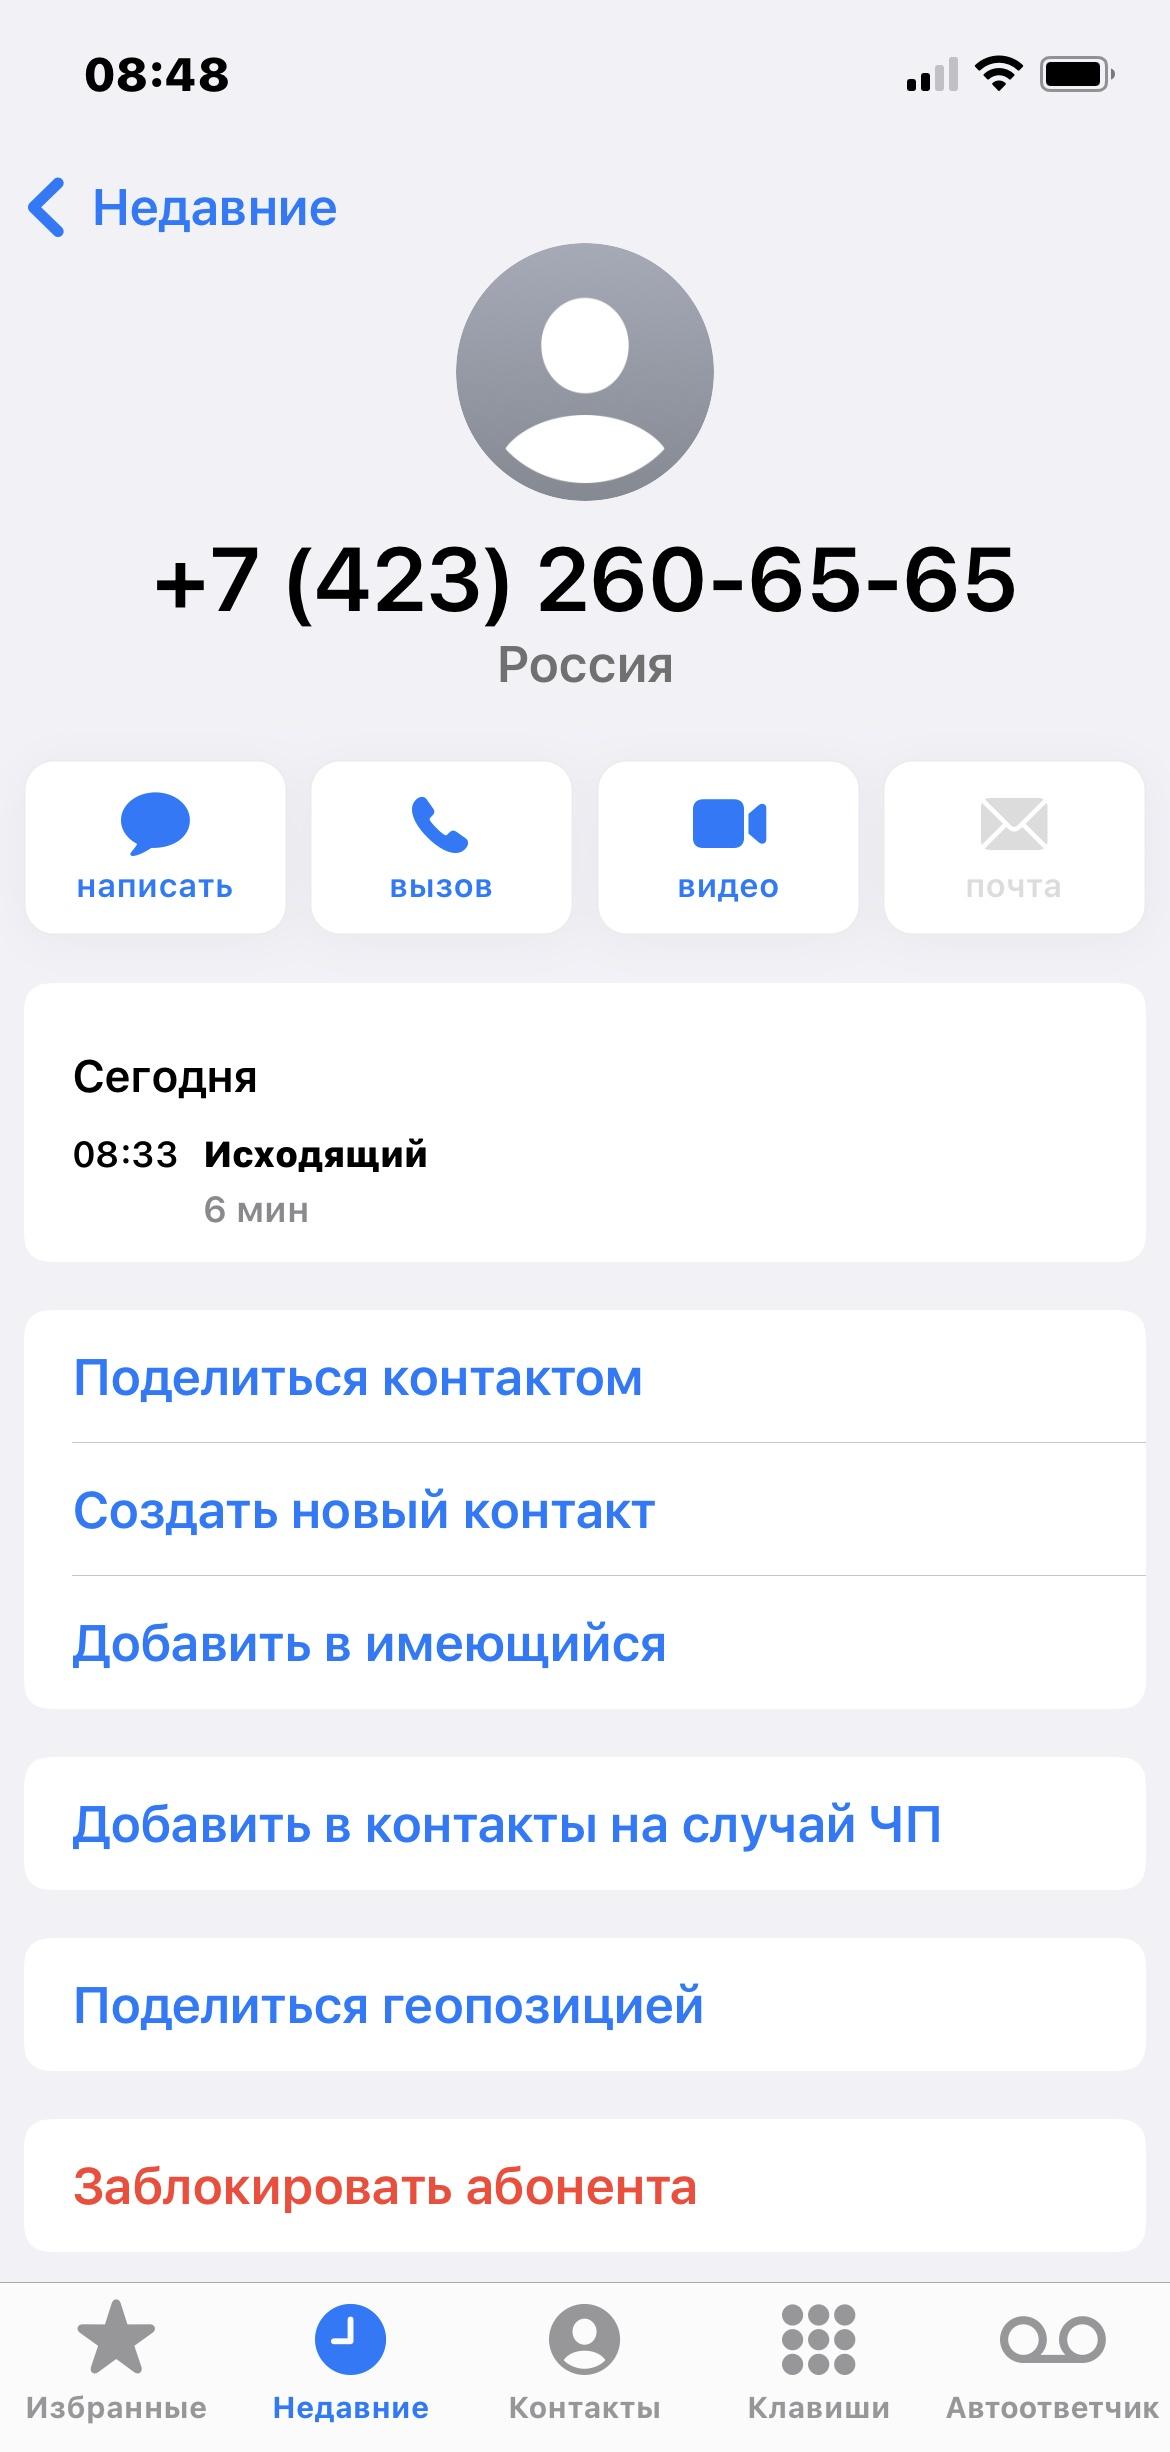 08:48
Недавние
+7 (423) 260-65-65
Россия
написать вызов видео почта
Сегодня
08:33 Исходящий
6 мин
Поделиться контактом
Создать новый контакт
Добавить в имеющийся
Добавить в контакты на случай ЧП
Поделиться геопозицией
Заблокировать абонента
Избранные Недавние Контакты Клавиши Автоответчик